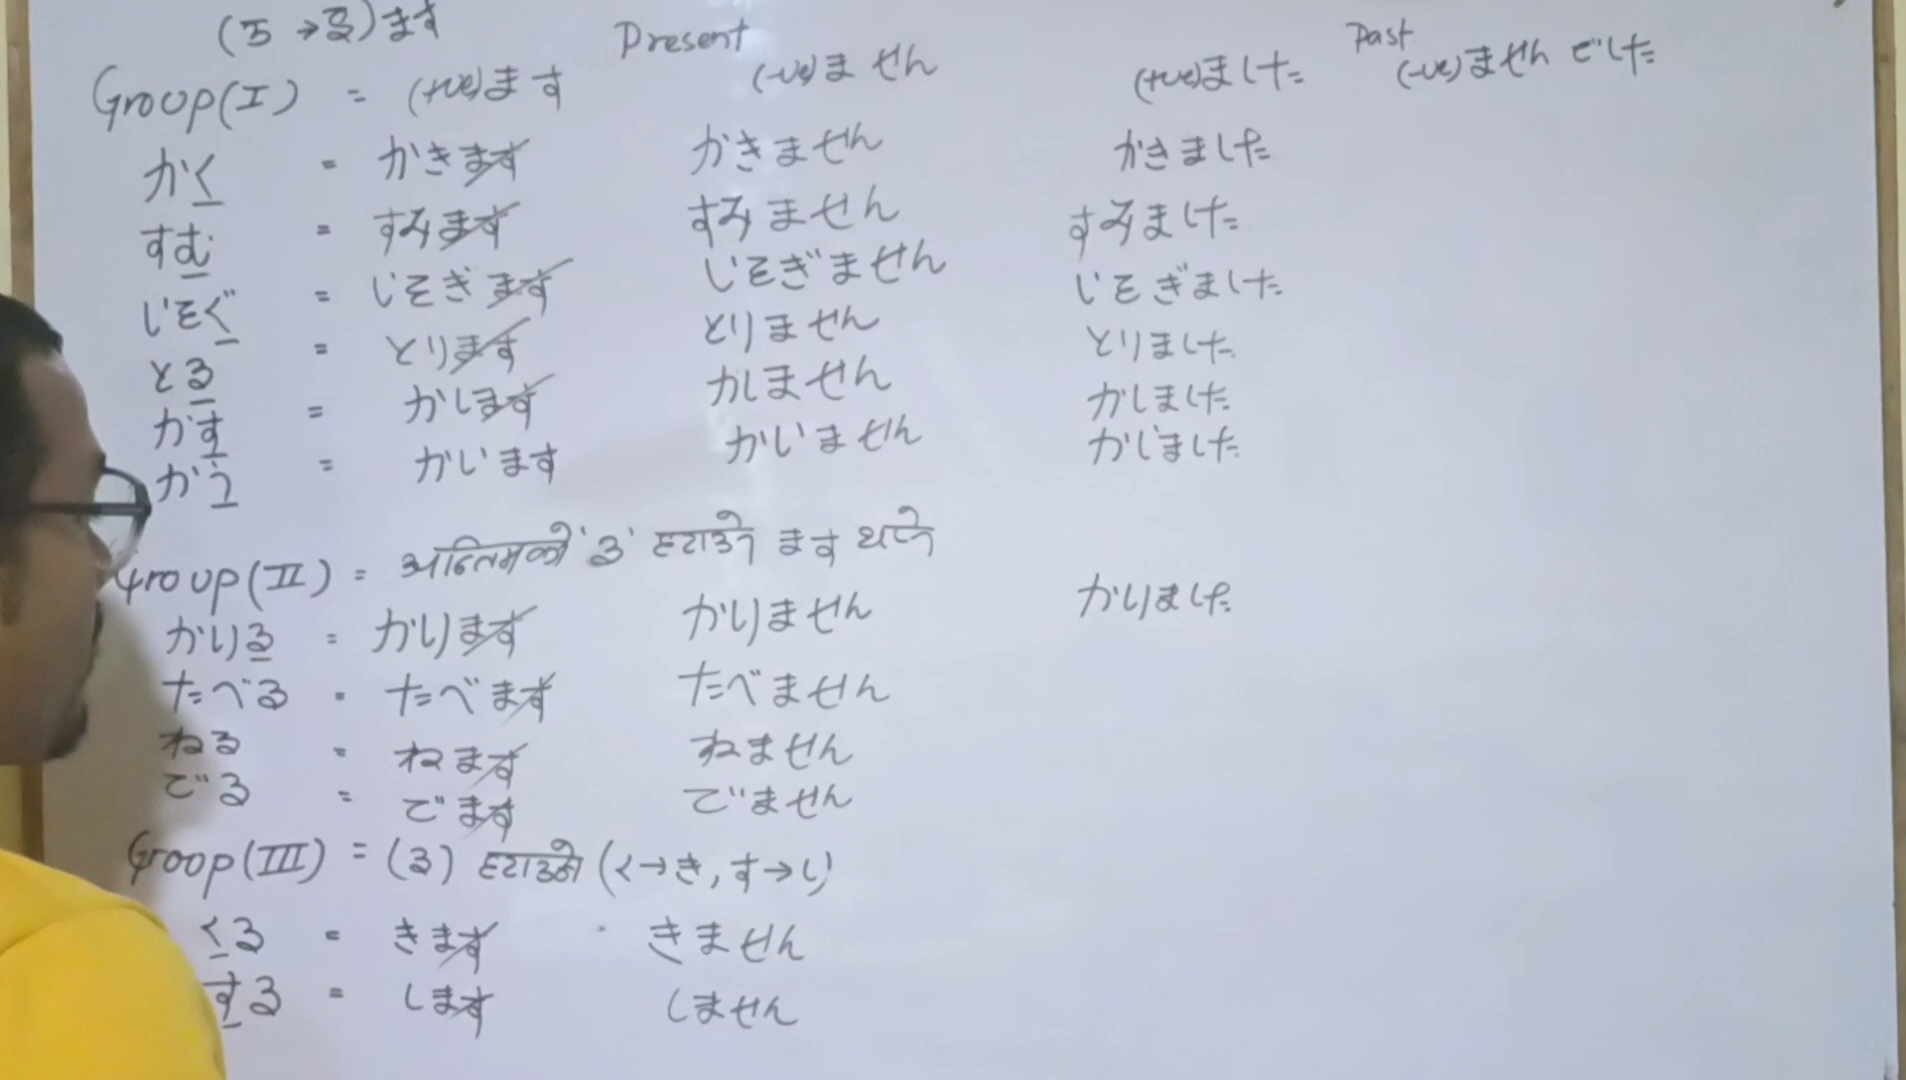 (う→い)ます Present Past
Group(I) = (+ve)ます (-ve)ません (+ve)ました (-ve)ませんでした
かく = かきます かきません かきました
すむ = すみます すみません すみました
いそぐ = いそぎます いそぎません いそぎました
とる = とります とりません とりました
かす = かします かしません かしました
かう = かいます かいません かいました
Group(II) = अन्तिमको 'る' हटाउने ます थप्ने
かりる = かります かりません かりました
たべる = たべます たべません
ねる = ねます ねません
でる = でます でません
Groop(III) = (る) हटाउने (く→き, す→し)
くる = きます きません
する = します しません